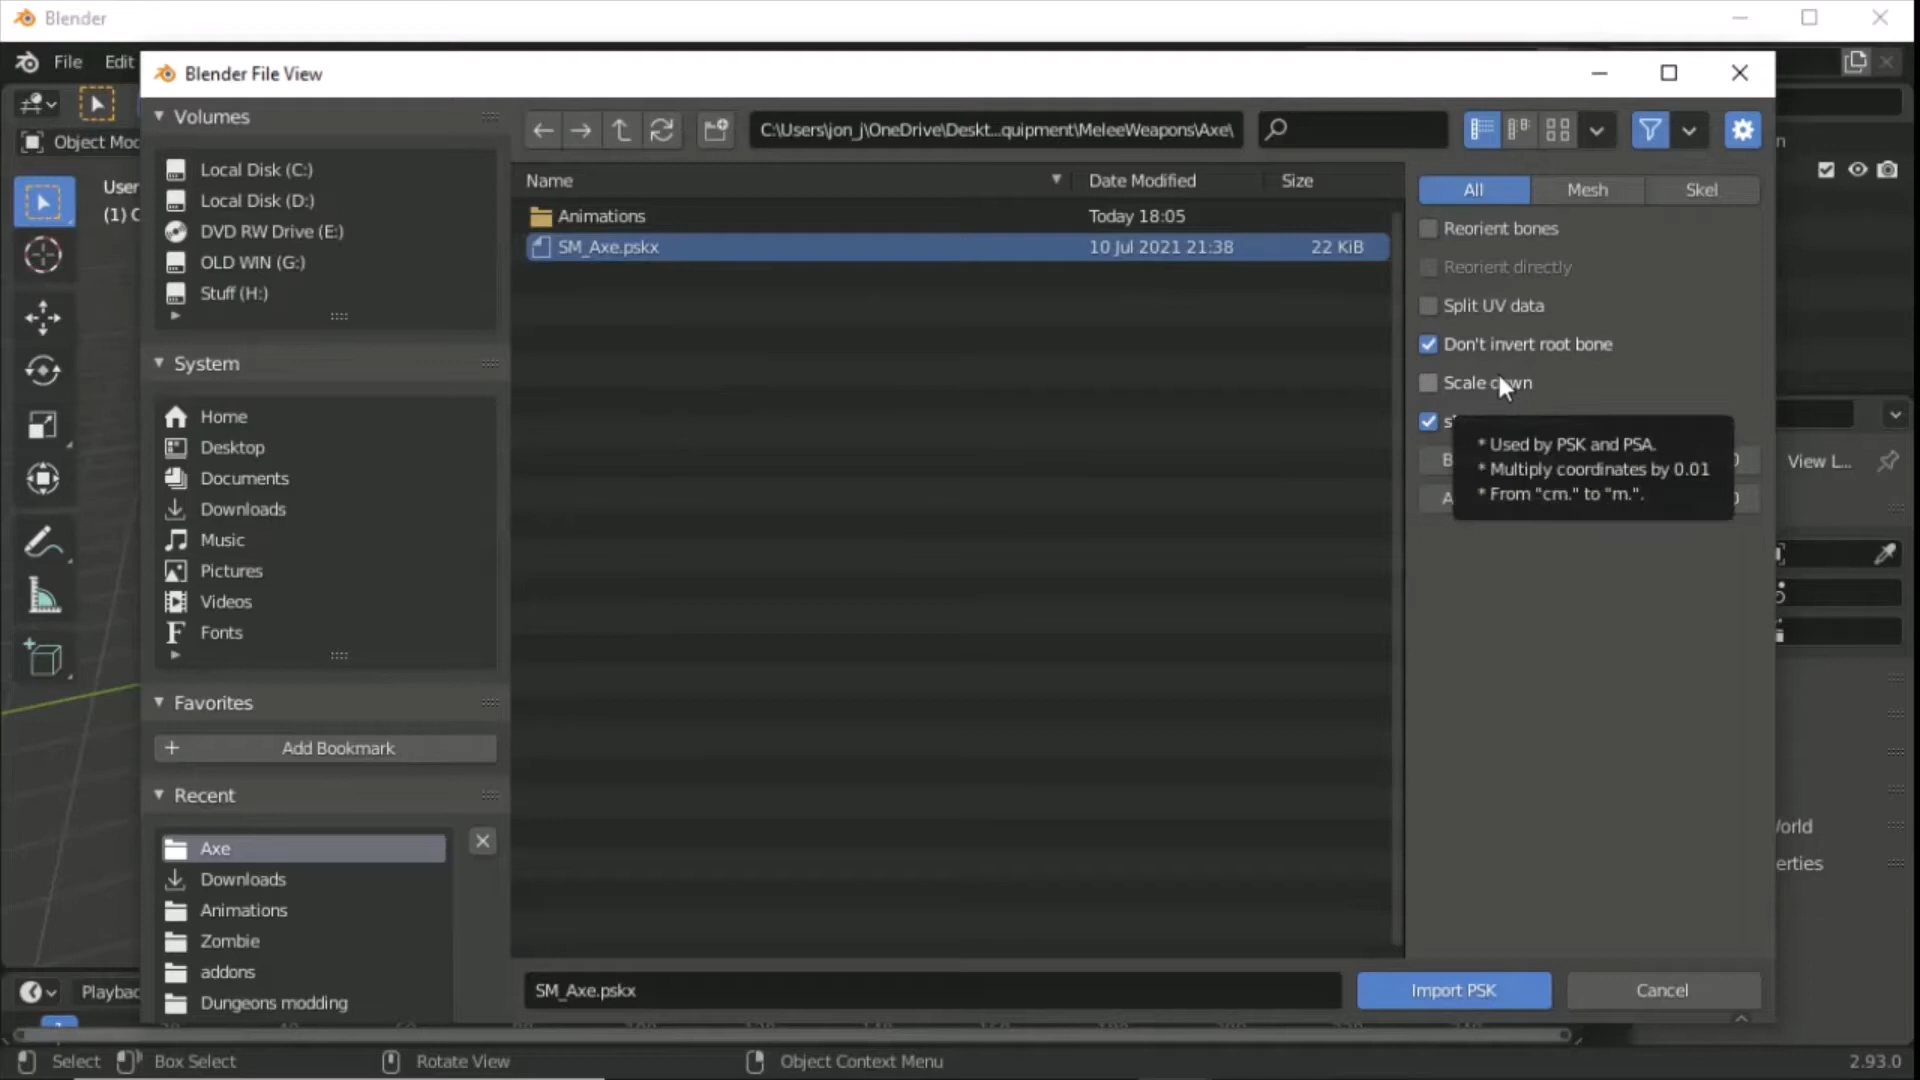 Blender
File Edit
Blender File View
Volumes
C:\Users\jon_j\OneDrive\Deskt...quipment\MeleeWeapons\Axe\
Object Mod
Name Date Modified Size
Local Disk (C:)
Local Disk (D:)
DVD RW Drive (E:)
OLD WIN (G:)
Stuff (H:)
User
(1) C
Animations Today 18:05
SM_Axe.pskx 10 Jul 2021 21:38 22 KiB
All Mesh Skel
Reorient bones
Reorient directly
Split UV data
Don't invert root bone
Scale down
* Used by PSK and PSA.
* Multiply coordinates by 0.01
* From "cm." to "m.".
View L...
System
Home
Desktop
Documents
Downloads
Music
Pictures
Videos
Fonts
Favorites
Add Bookmark
Recent
Axe
Downloads
Animations
Zombie
addons
Dungeons modding
SM_Axe.pskx
Import PSK Cancel
orld
erties
Playbac
1
Select Box Select Rotate View Object Context Menu 2.93.0